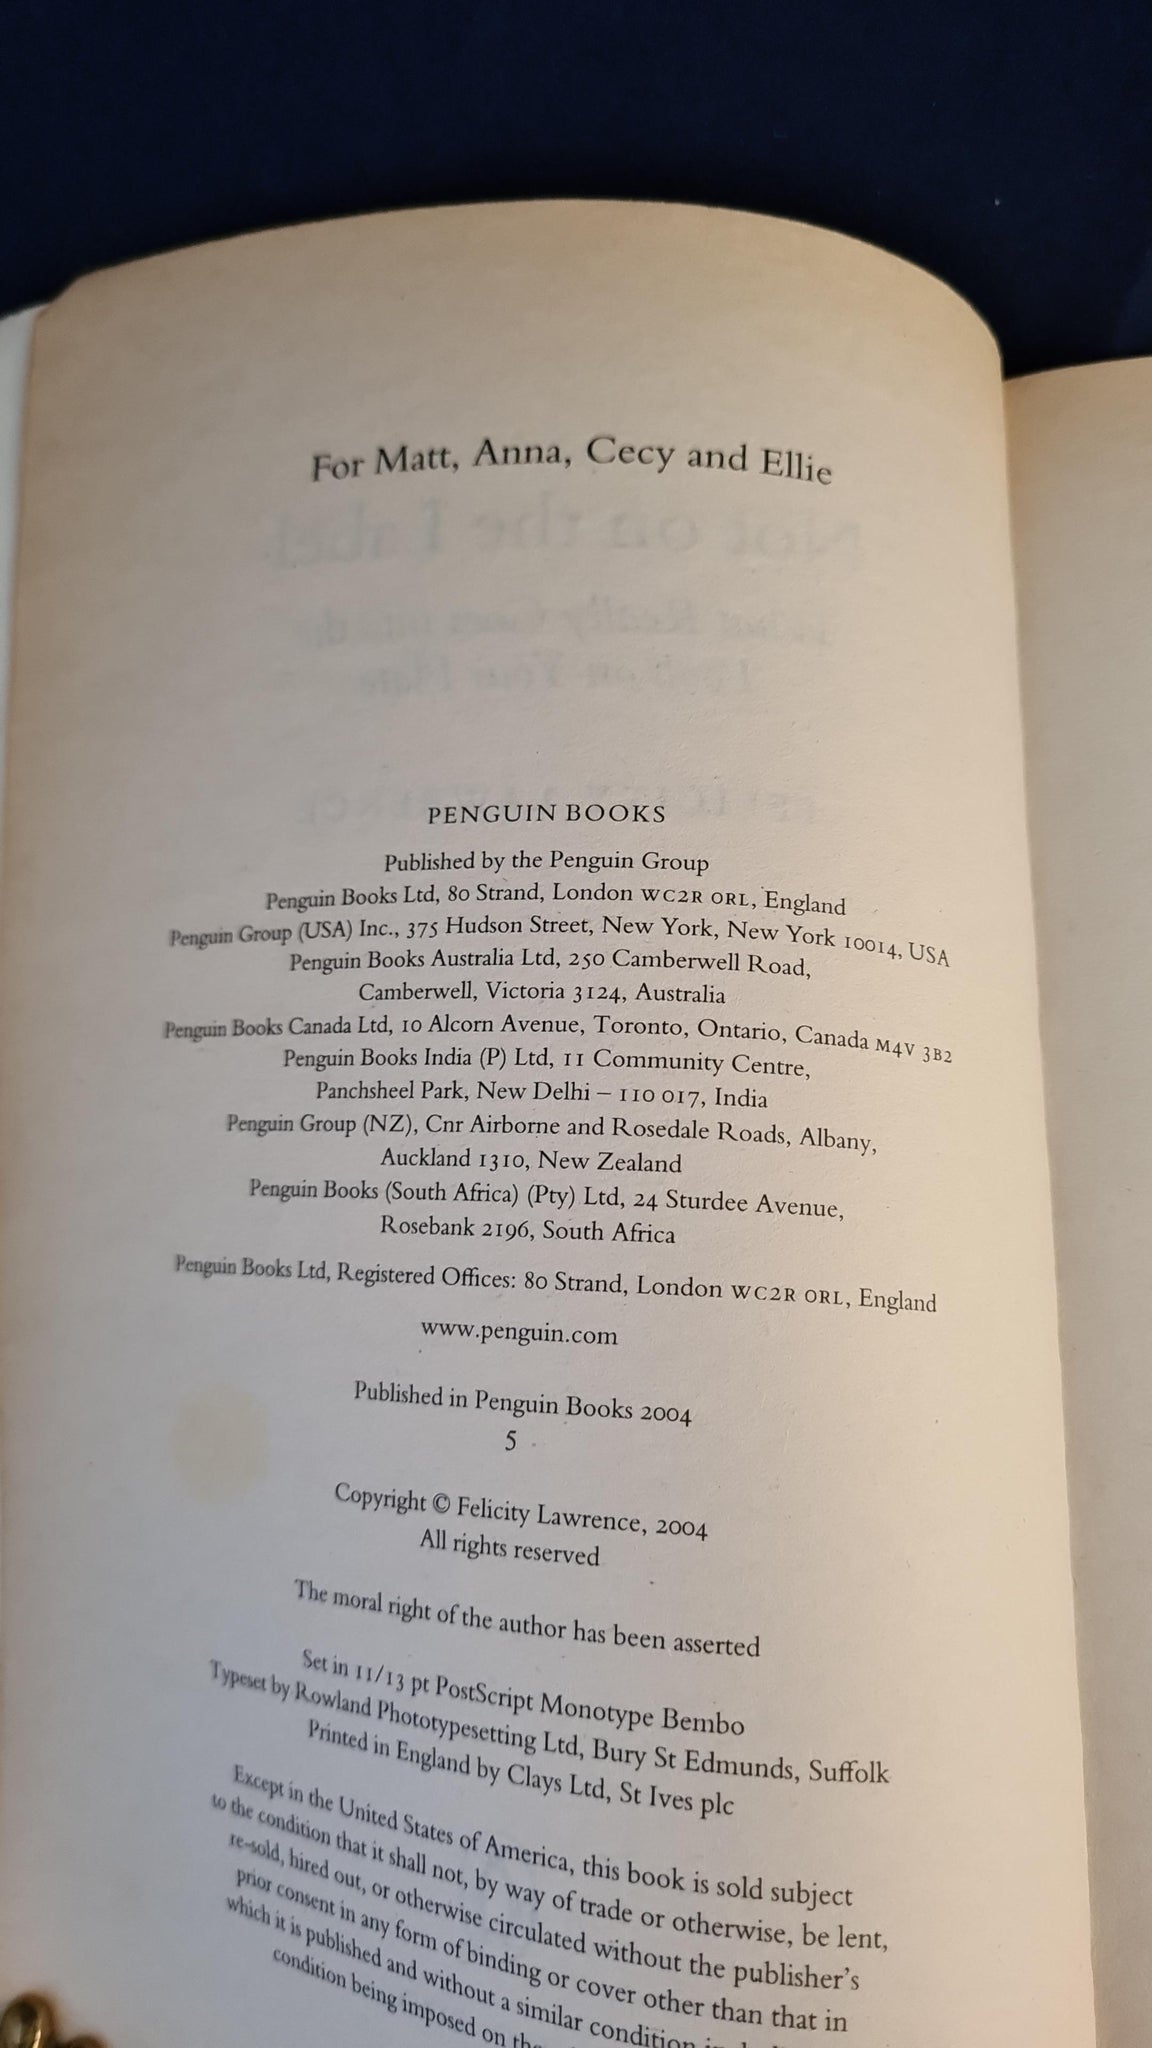 For Matt, Anna, Cecy and Ellie
PENGUIN BOOKS
Published by the Penguin Group
Penguin Books Ltd, 80 Strand, London WC2R 0RL, England
Penguin Group (USA) Inc., 375 Hudson Street, New York, New York 10014, USA
Penguin Books Australia Ltd, 250 Camberwell Road,
Camberwell, Victoria 3124, Australia
Penguin Books Canada Ltd, 10 Alcorn Avenue, Toronto, Ontario, Canada M4V 3B2
Penguin Books India (P) Ltd, 11 Community Centre,
Panchsheel Park, New Delhi – 110 017, India
Penguin Group (NZ), Cnr Airborne and Rosedale Roads, Albany,
Auckland 1310, New Zealand
Penguin Books (South Africa) (Pty) Ltd, 24 Sturdee Avenue,
Rosebank 2196, South Africa
Penguin Books Ltd, Registered Offices: 80 Strand, London WC2R 0RL, England
www.penguin.com
Published in Penguin Books 2004
5
Copyright © Felicity Lawrence, 2004
All rights reserved
The moral right of the author has been asserted
Set in 11/13 pt PostScript Monotype Bembo
Typeset by Rowland Phototypesetting Ltd, Bury St Edmunds, Suffolk
Printed in England by Clays Ltd, St Ives plc
Except in the United States of America, this book is sold subject
to the condition that it shall not, by way of trade or otherwise, be lent,
re-sold, hired out, or otherwise circulated without the publisher's
prior consent in any form of binding or cover other than that in
which it is published and without a similar condition
condition being imposed on the